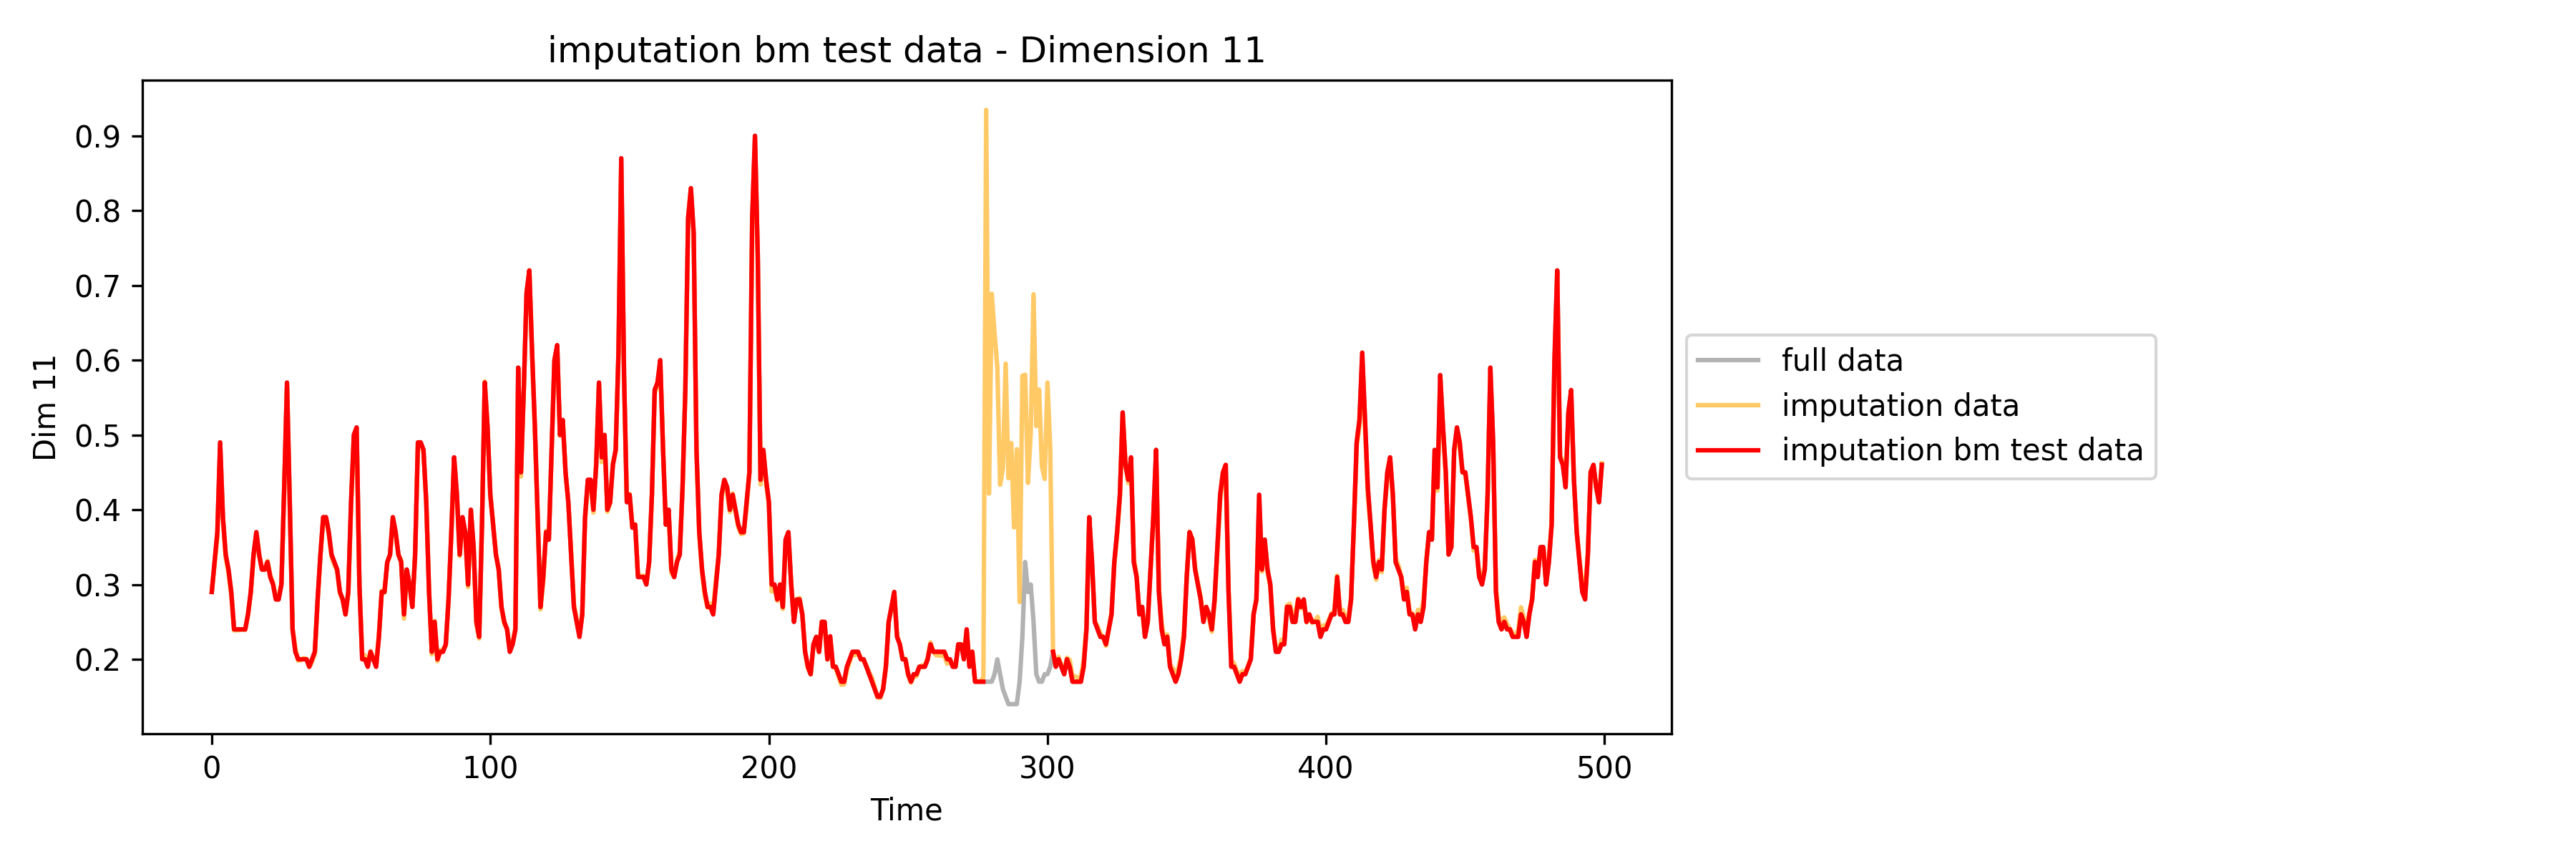 imputation bm test data - Dimension 11
Dim 11
0.9
0.8
0.7
0.6
0.5
0.4
0.3
0.2
0 100 200 300 400 500
Time
full data
imputation data
imputation bm test data